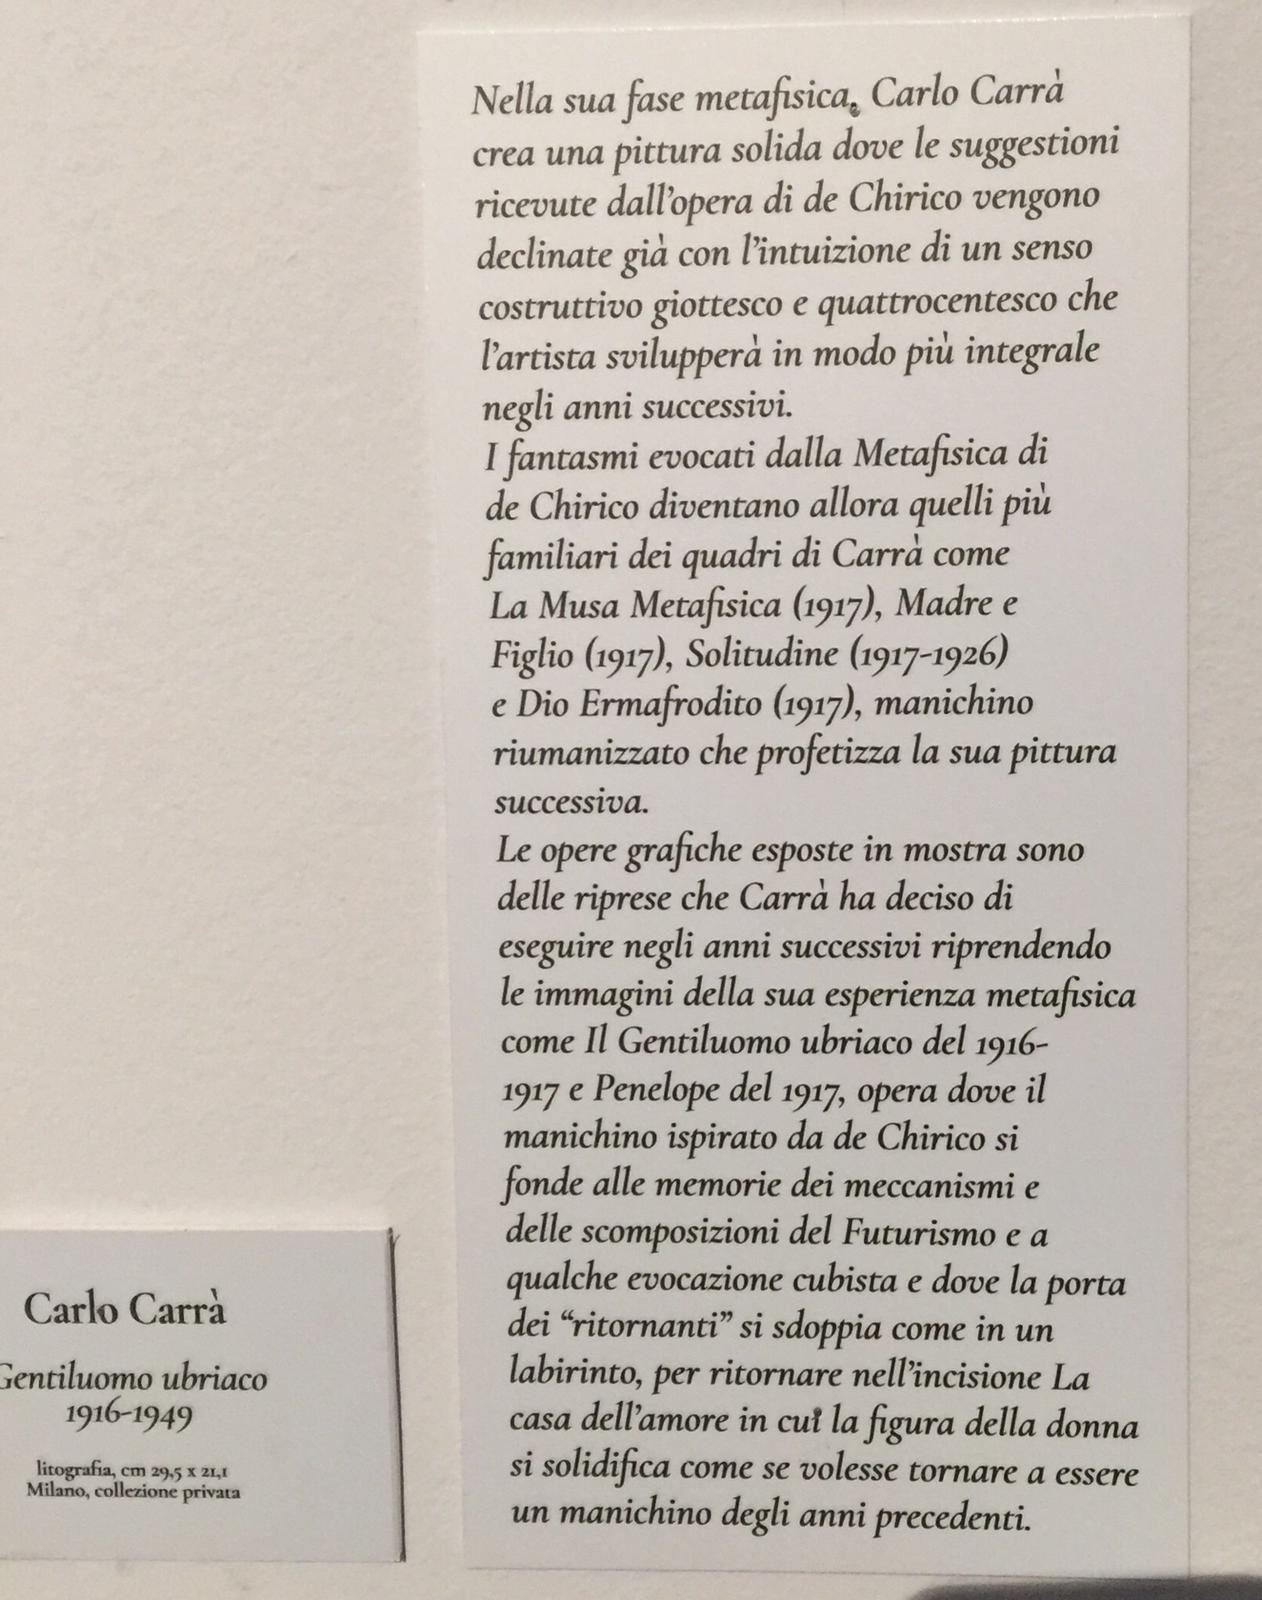 Nella sua fase metafisica, Carlo Carrà
crea una pittura solida dove le suggestioni
ricevute dall'opera di de Chirico vengono
declinate già con l'intuizione di un senso
costruttivo giottesco e quattrocentesco che
l'artista svilupperà in modo più integrale
negli anni successivi.
I fantasmi evocati dalla Metafisica di
de Chirico diventano allora quelli più
familiari dei quadri di Carrà come
La Musa Metafisica (1917), Madre e
Figlio (1917), Solitudine (1917-1926)
e Dio Ermafrodito (1917), manichino
riumanizzato che profetizza la sua pittura
successiva.
Le opere grafiche esposte in mostra sono
delle riprese che Carrà ha deciso di
eseguire negli anni successivi riprendendo
le immagini della sua esperienza metafisica
come Il Gentiluomo ubriaco del 1916-
1917 e Penelope del 1917, opera dove il
manichino ispirato da de Chirico si
fonde alle memorie dei meccanismi e
delle scomposizioni del Futurismo e a
qualche evocazione cubista e dove la porta
dei “ritornanti” si sdoppia come in un
labirinto, per ritornare nell'incisione La
casa dell'amore in cui la figura della donna
si solidifica come se volesse tornare a essere
un manichino degli anni precedenti.
Carlo Carrà
Gentiluomo ubriaco
1916-1949
litografia, cm 29,5 x 21,1
Milano, collezione privata